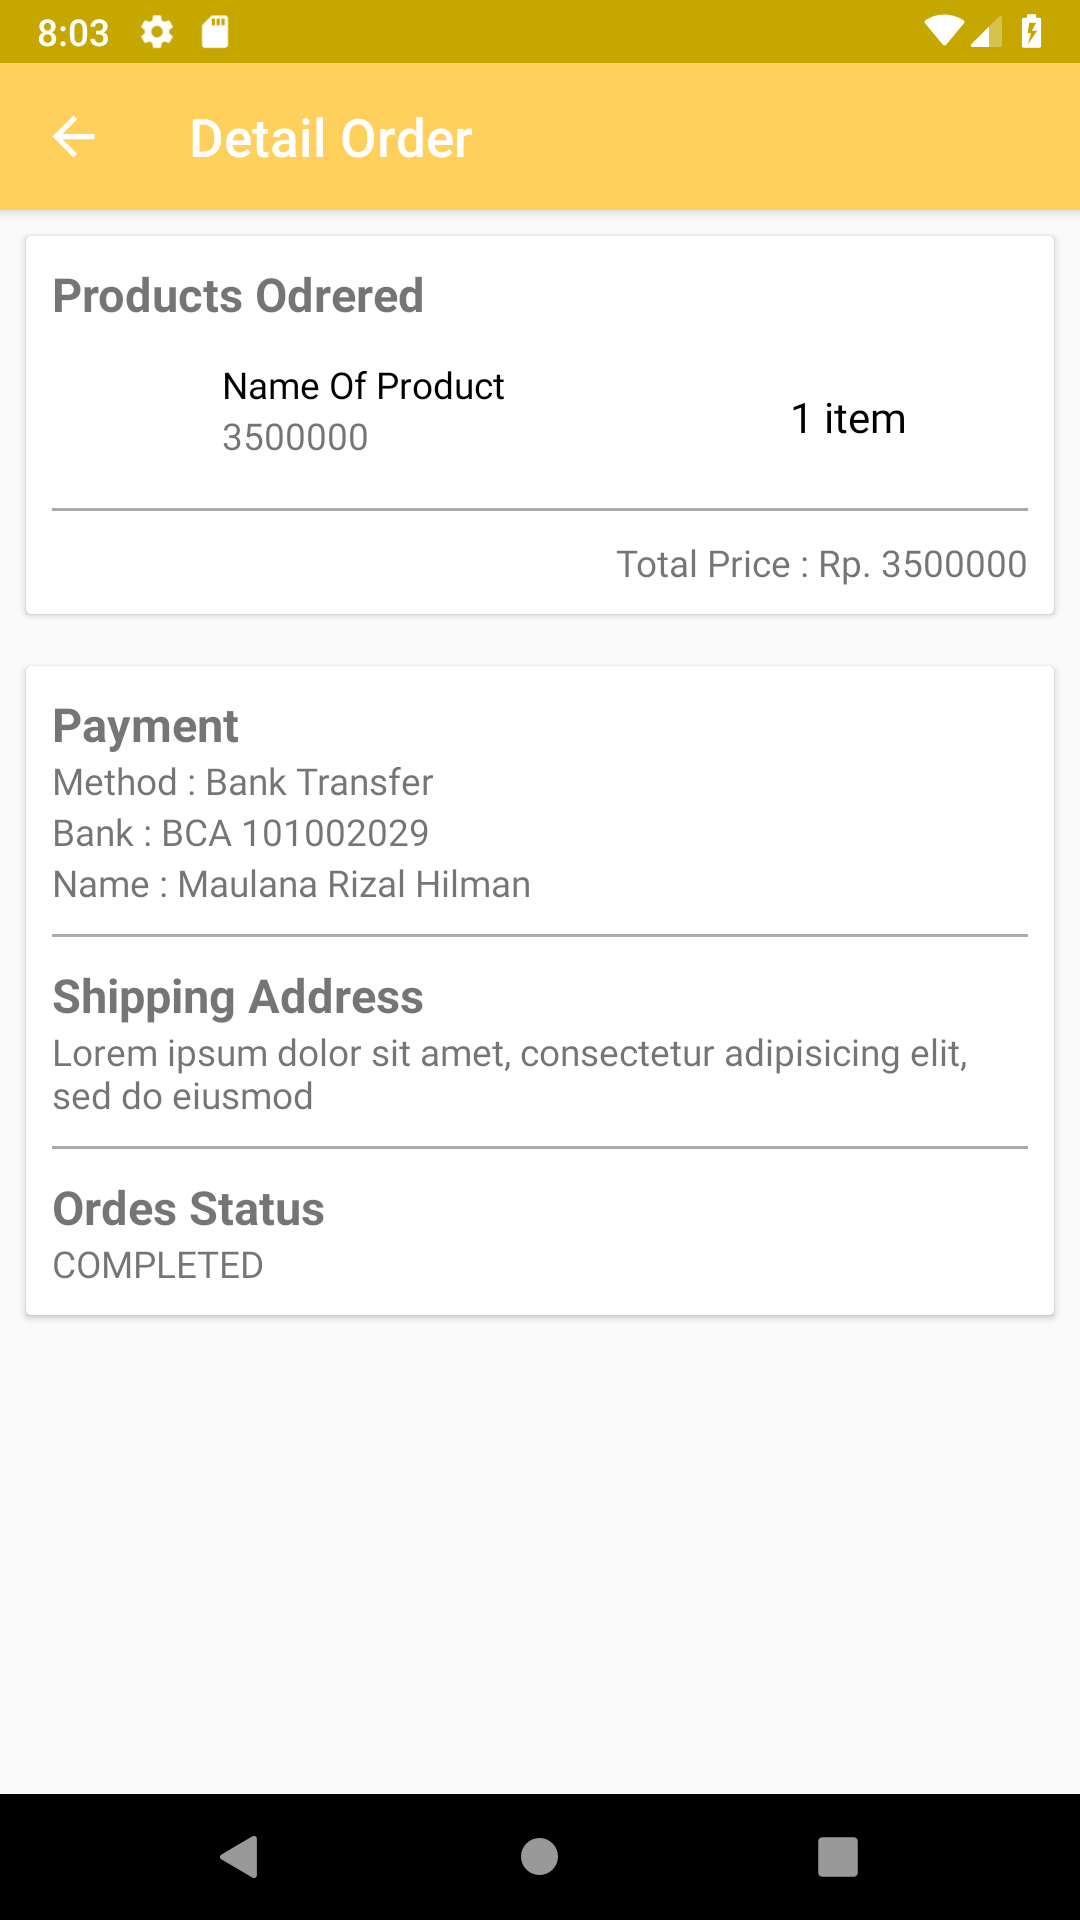 8:03
Detail Order
Products Odrered
Name Of Product
3500000
1 item
Total Price : Rp. 3500000
Payment
Method : Bank Transfer
Bank : BCA 101002029
Name : Maulana Rizal Hilman
Shipping Address
Lorem ipsum dolor sit amet, consectetur adipisicing elit,
sed do eiusmod
Ordes Status
COMPLETED